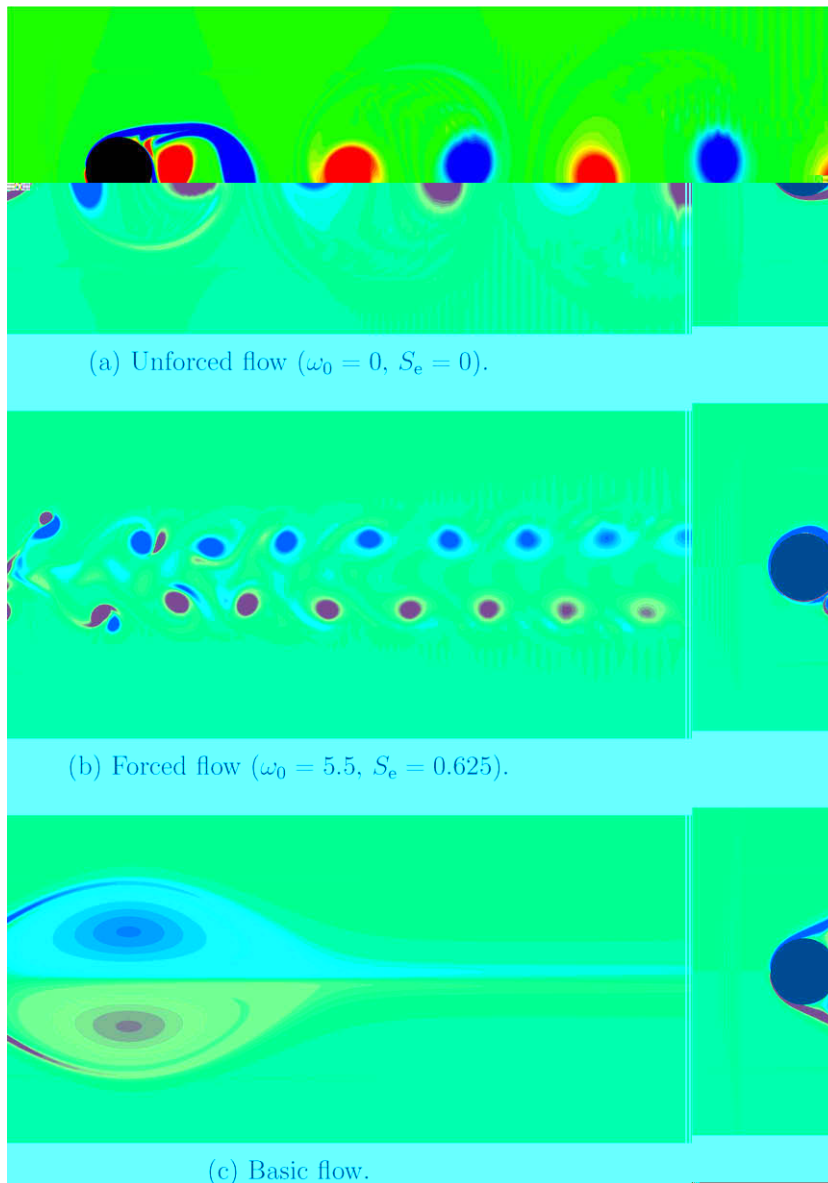 (a) Unforced flow (ω₀ = 0, Sₑ = 0).
(b) Forced flow (ω₀ = 5.5, Sₑ = 0.625).
(c) Basic flow.